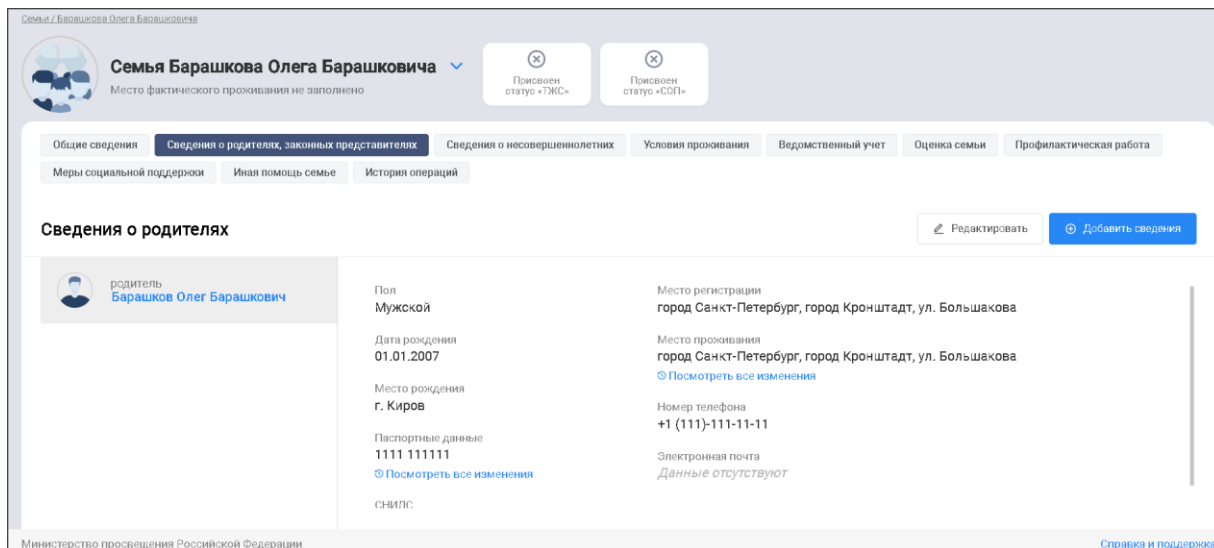 Семьи / Барашкова Олега Барашковича
Семья Барашкова Олега Барашковича
Место фактического проживания не заполнено
Присвоен
статус «ТЖС»
Присвоен
статус «СОП»
Общие сведения
Сведения о родителях, законных представителях
Сведения о несовершеннолетних
Условия проживания
Ведомственный учет
Оценка семьи
Профилактическая работа
Меры социальной поддержки
Иная помощь семье
История операций
Сведения о родителях
Редактировать
Добавить сведения
родитель
Барашков Олег Барашкович
Пол
Мужской
Дата рождения
01.01.2007
Место рождения
г. Киров
Паспортные данные
1111 111111
Посмотреть все изменения
СНИЛС
Место регистрации
город Санкт-Петербург, город Кронштадт, ул. Большакова
Место проживания
город Санкт-Петербург, город Кронштадт, ул. Большакова
Посмотреть все изменения
Номер телефона
+1 (111)-111-11-11
Электронная почта
Данные отсутствуют
Министерство просвещения Российской Федерации
Справка и поддержка